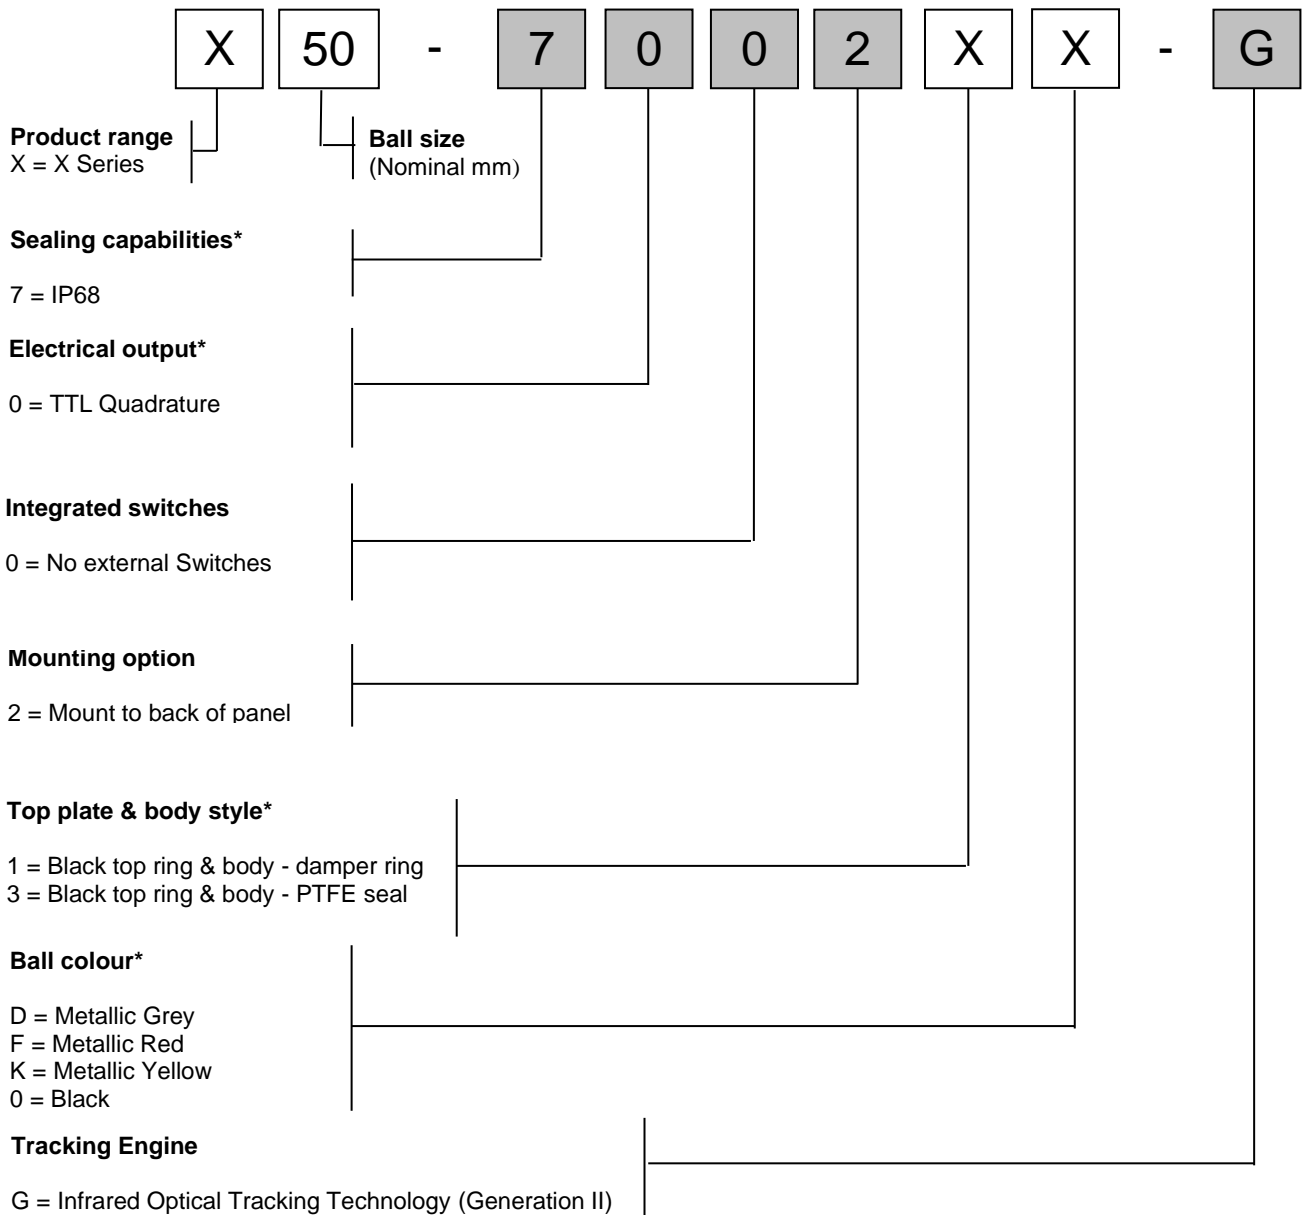 X 50 - 7 0 0 2 X X - G
Product range
X = X Series
Ball size
(Nominal mm)
Sealing capabilities*
7 = IP68
Electrical output*
0 = TTL Quadrature
Integrated switches
0 = No external Switches
Mounting option
2 = Mount to back of panel
Top plate & body style*
1 = Black top ring & body - damper ring
3 = Black top ring & body - PTFE seal
Ball colour*
D = Metallic Grey
F = Metallic Red
K = Metallic Yellow
0 = Black
Tracking Engine
G = Infrared Optical Tracking Technology (Generation II)